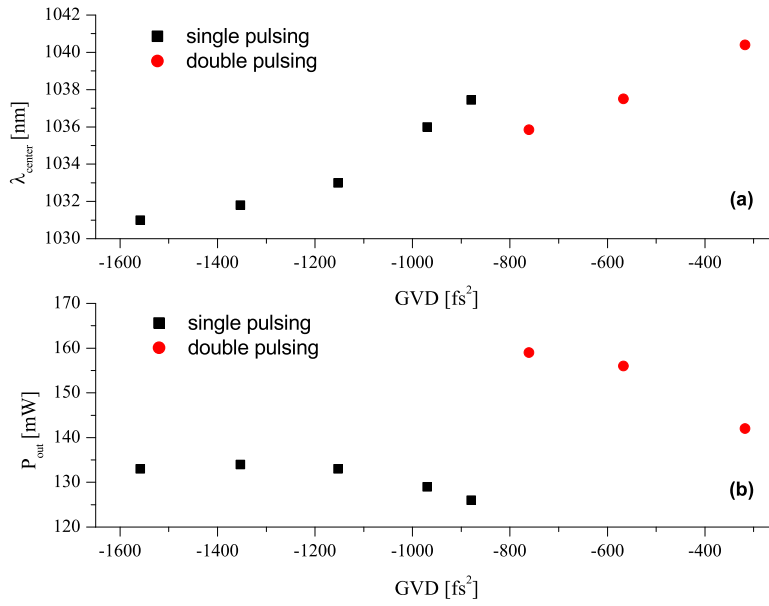 1042
1040
1038
1036
1034
1032
1030
λcenter [nm]
single pulsing
double pulsing
(a)
-1600 -1400 -1200 -1000 -800 -600 -400
GVD [fs²]
170
160
150
140
130
120
Pout [mW]
single pulsing
double pulsing
(b)
-1600 -1400 -1200 -1000 -800 -600 -400
GVD [fs²]